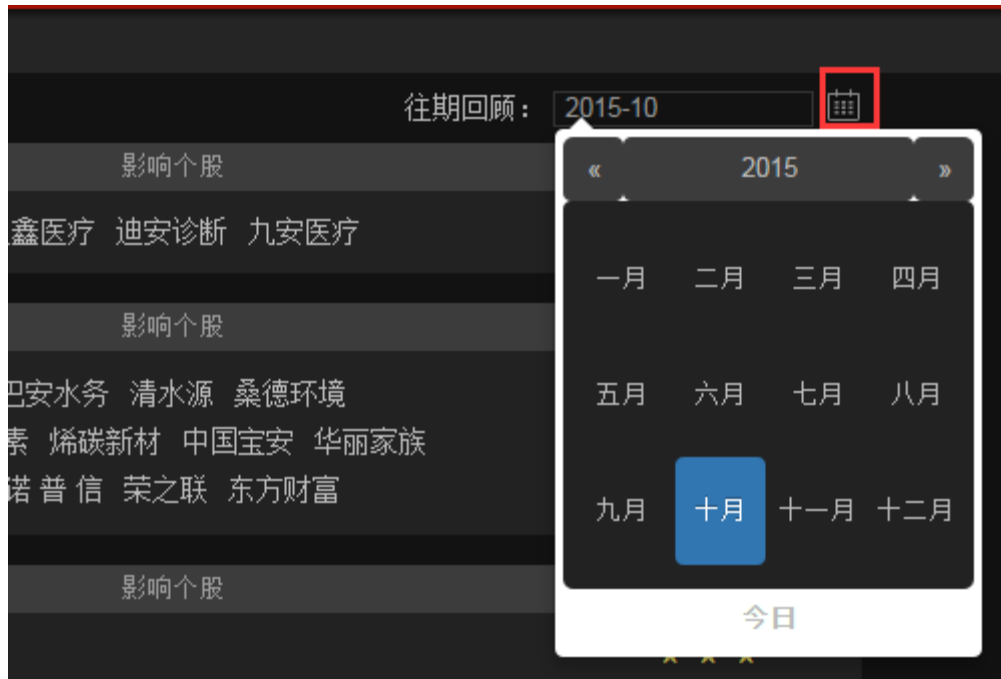 往期回顾： 2015-10
影响个股
« 2015 »
鑫医疗 迪安诊断 九安医疗
一月 二月 三月 四月
影响个股
巴安水务 清水源 桑德环境
五月 六月 七月 八月
素 烯碳新材 中国宝安 华丽家族
诺普信 荣之联 东方财富
九月 十月 十一月 十二月
影响个股
今日